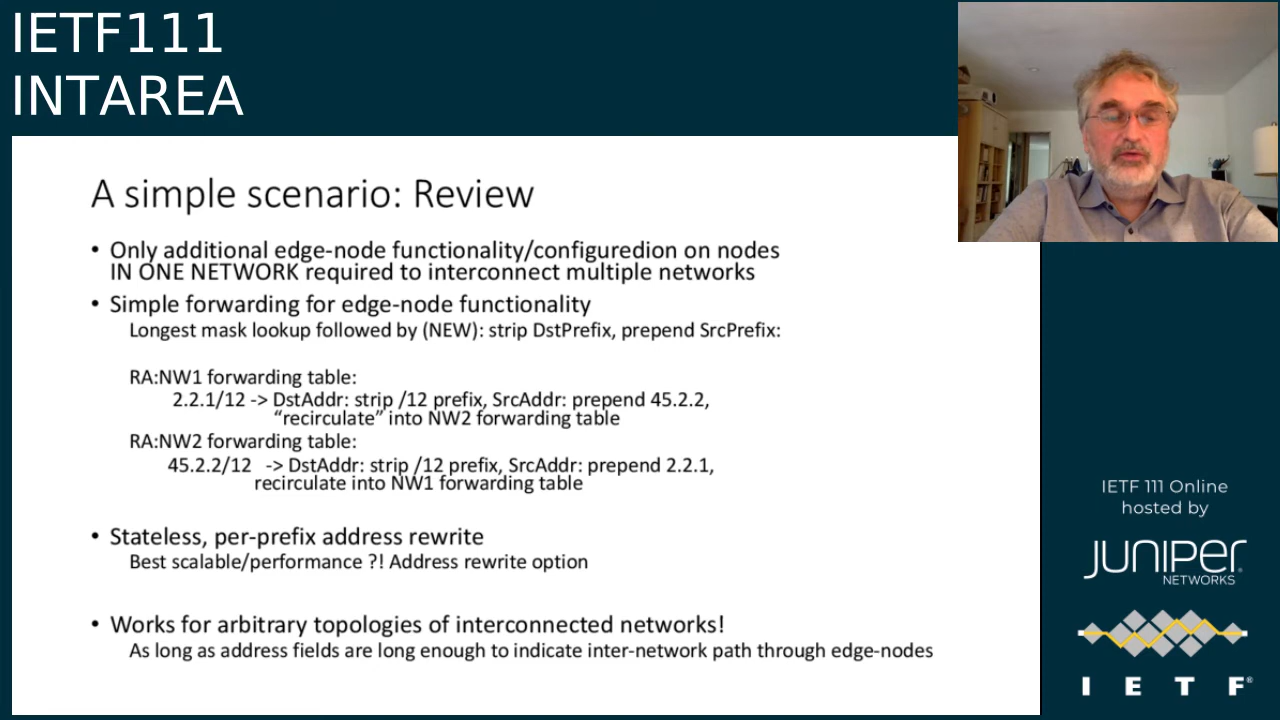 IETF111
INTAREA
A simple scenario: Review
• Only additional edge-node functionality/configuredion on nodes
IN ONE NETWORK required to interconnect multiple networks
• Simple forwarding for edge-node functionality
Longest mask lookup followed by (NEW): strip DstPrefix, prepend SrcPrefix:
RA:NW1 forwarding table:
2.2.1/12 -> DstAddr: strip /12 prefix, SrcAddr: prepend 45.2.2,
“recirculate” into NW2 forwarding table
RA:NW2 forwarding table:
45.2.2/12 -> DstAddr: strip /12 prefix, SrcAddr: prepend 2.2.1,
recirculate into NW1 forwarding table
• Stateless, per-prefix address rewrite
Best scalable/performance ?! Address rewrite option
• Works for arbitrary topologies of interconnected networks!
As long as address fields are long enough to indicate inter-network path through edge-nodes
IETF 111 Online
hosted by
JUNIPER
NETWORKS
I E T F®